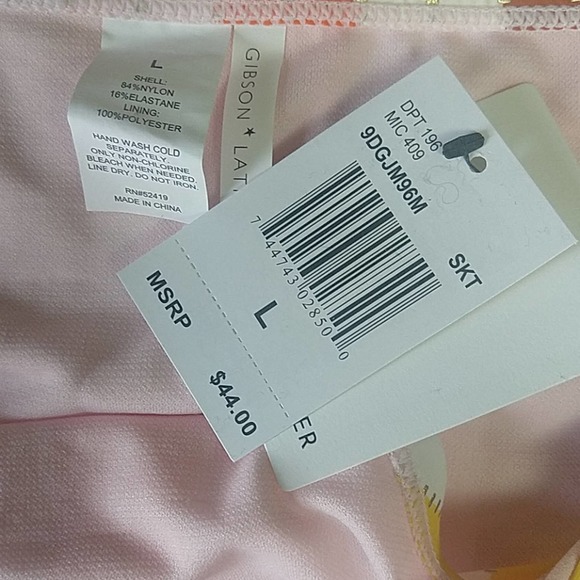 L
SHELL:
84%NYLON
16%ELASTANE
LINING:
100%POLYESTER
HAND WASH COLD
SEPARATELY.
ONLY NON-CHLORINE
BLEACH WHEN NEEDED.
LINE DRY. DO NOT IRON.
RN#52419
MADE IN CHINA
GIBSON ★ LAT
DPT 196
MIC 409
9DGJM96M
SKT
7 44743 02850 0
L
MSRP
$44.00
ER